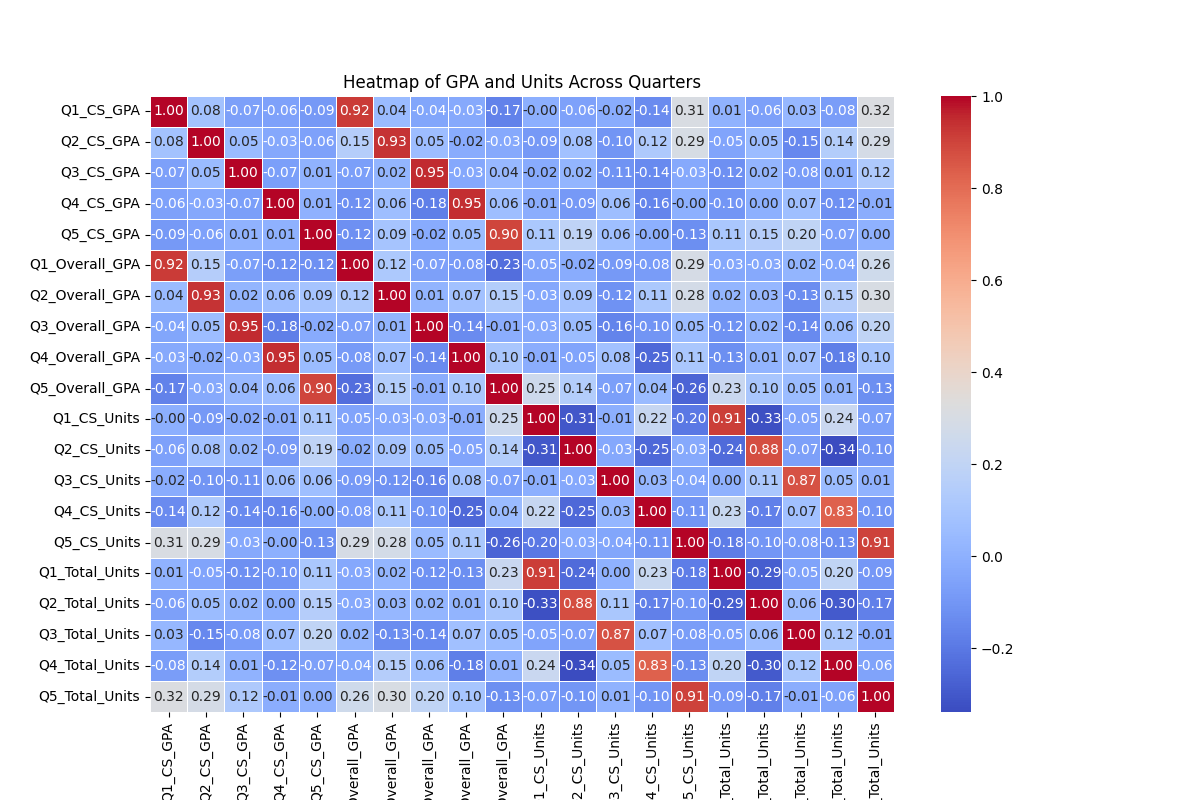 Heatmap of GPA and Units Across Quarters
Q1_CS_GPA 1.00 0.08 -0.07 -0.06 -0.09 0.92 0.04 -0.04 -0.03 -0.17 -0.00 -0.06 -0.02 -0.14 0.31 0.01 -0.06 0.03 -0.08 0.32
Q2_CS_GPA 0.08 1.00 0.05 -0.03 -0.06 0.15 0.93 0.05 -0.02 -0.03 -0.09 0.08 -0.10 0.12 0.29 -0.05 0.05 -0.15 0.14 0.29
Q3_CS_GPA -0.07 0.05 1.00 -0.07 0.01 -0.07 0.02 0.95 -0.03 0.04 -0.02 0.02 -0.11 -0.14 -0.03 -0.12 0.02 -0.08 0.01 0.12
Q4_CS_GPA -0.06 -0.03 -0.07 1.00 0.01 -0.12 0.06 -0.18 0.95 0.06 -0.01 -0.09 0.06 -0.16 -0.00 -0.10 0.00 0.07 -0.12 -0.01
Q5_CS_GPA -0.09 -0.06 0.01 0.01 1.00 -0.12 0.09 -0.02 0.05 0.90 0.11 0.19 0.06 -0.00 -0.13 0.11 0.15 0.20 -0.07 0.00
Q1_Overall_GPA 0.92 0.15 -0.07 -0.12 -0.12 1.00 0.12 -0.07 -0.08 -0.23 -0.05 -0.02 -0.09 -0.08 0.29 -0.03 -0.03 0.02 -0.04 0.26
Q2_Overall_GPA 0.04 0.93 0.02 0.06 0.09 0.12 1.00 0.01 0.07 0.15 -0.03 0.09 -0.12 0.11 0.28 0.02 0.03 -0.13 0.15 0.30
Q3_Overall_GPA -0.04 0.05 0.95 -0.18 -0.02 -0.07 0.01 1.00 -0.14 -0.01 -0.03 0.05 -0.16 -0.10 0.05 -0.12 0.02 -0.14 0.06 0.20
Q4_Overall_GPA -0.03 -0.02 -0.03 0.95 0.05 -0.08 0.07 -0.14 1.00 0.10 -0.01 -0.05 0.08 -0.25 0.11 -0.13 0.01 0.07 -0.18 0.10
Q5_Overall_GPA -0.17 -0.03 0.04 0.06 0.90 -0.23 0.15 -0.01 0.10 1.00 0.25 0.14 -0.07 0.04 -0.26 0.23 0.10 0.05 0.01 -0.13
Q1_CS_Units -0.00 -0.09 -0.02 -0.01 0.11 -0.05 -0.03 -0.03 -0.01 0.25 1.00 -0.31 -0.01 0.22 -0.20 0.91 -0.33 -0.05 0.24 -0.07
Q2_CS_Units -0.06 0.08 0.02 -0.09 0.19 -0.02 0.09 0.05 -0.05 0.14 -0.31 1.00 -0.03 -0.25 -0.03 -0.24 0.88 -0.07 -0.34 -0.10
Q3_CS_Units -0.02 -0.10 -0.11 0.06 0.06 -0.09 -0.12 -0.16 0.08 -0.07 -0.01 -0.03 1.00 0.03 -0.04 0.00 0.11 0.87 0.05 0.01
Q4_CS_Units -0.14 0.12 -0.14 -0.16 -0.00 -0.08 0.11 -0.10 -0.25 0.04 0.22 -0.25 0.03 1.00 -0.11 0.23 -0.17 0.07 0.83 -0.10
Q5_CS_Units 0.31 0.29 -0.03 -0.00 -0.13 0.29 0.28 0.05 0.11 -0.26 -0.20 -0.03 -0.04 -0.11 1.00 -0.18 -0.10 -0.08 -0.13 0.91
Q1_Total_Units 0.01 -0.05 -0.12 -0.10 0.11 -0.03 0.02 -0.12 -0.13 0.23 0.91 -0.24 0.00 0.23 -0.18 1.00 -0.29 -0.05 0.20 -0.09
Q2_Total_Units -0.06 0.05 0.02 0.00 0.15 -0.03 0.03 0.02 0.01 0.10 -0.33 0.88 0.11 -0.17 -0.10 -0.29 1.00 0.06 -0.30 -0.17
Q3_Total_Units 0.03 -0.15 -0.08 0.07 0.20 0.02 -0.13 -0.14 0.07 0.05 -0.05 -0.07 0.87 0.07 -0.08 -0.05 0.06 1.00 0.12 -0.01
Q4_Total_Units -0.08 0.14 0.01 -0.12 -0.07 -0.04 0.15 0.06 -0.18 0.01 0.24 -0.34 0.05 0.83 -0.13 0.20 -0.30 0.12 1.00 -0.06
Q5_Total_Units 0.32 0.29 0.12 -0.01 0.00 0.26 0.30 0.20 0.10 -0.13 -0.07 -0.10 0.01 -0.10 0.91 -0.09 -0.17 -0.01 -0.06 1.00
Q1_CS_GPA
Q2_CS_GPA
Q3_CS_GPA
Q4_CS_GPA
Q5_CS_GPA
Overall_GPA
Overall_GPA
Overall_GPA
Overall_GPA
Overall_GPA
1_CS_Units
2_CS_Units
3_CS_Units
4_CS_Units
5_CS_Units
_Total_Units
_Total_Units
_Total_Units
_Total_Units
_Total_Units
1.0
0.8
0.6
0.4
0.2
0.0
−0.2